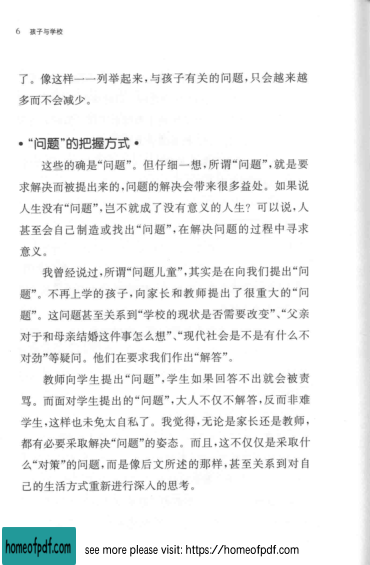 6 孩子与学校
了。像这样一一列举起来,与孩子有关的问题,只会越来越
多而不会减少。
•“问题”的把握方式•
这些的确是“问题”。但仔细一想,所谓“问题”,就是要
求解决而被提出来的,问题的解决会带来很多益处。如果说
人生没有“问题”,岂不就成了没有意义的人生?可以说,人
甚至会自己制造或找出“问题”,在解决问题的过程中寻求
意义。
我曾经说过,所谓“问题儿童”,其实是在向我们提出“问
题”。不再上学的孩子,向家长和教师提出了很重大的“问
题”。这问题甚至关系到“学校的现状是否需要改变”、“父亲
对于和母亲结婚这件事怎么想”、“现代社会是不是有什么不
对劲”等疑问。他们在要求我们作出“解答”。
教师向学生提出“问题”,学生如果回答不出就会被责
骂。而面对学生提出的“问题”,大人不仅不解答,反而非难
学生,这样也未免太自私了。我觉得,无论是家长还是教师,
都有必要采取解决“问题”的姿态。而且,这不仅仅是采取什
么“对策”的问题,而是像后文所述的那样,甚至关系到对自
己的生活方式重新进行深入的思考。
homeofpdf.com see more please visit: https://homeofpdf.com